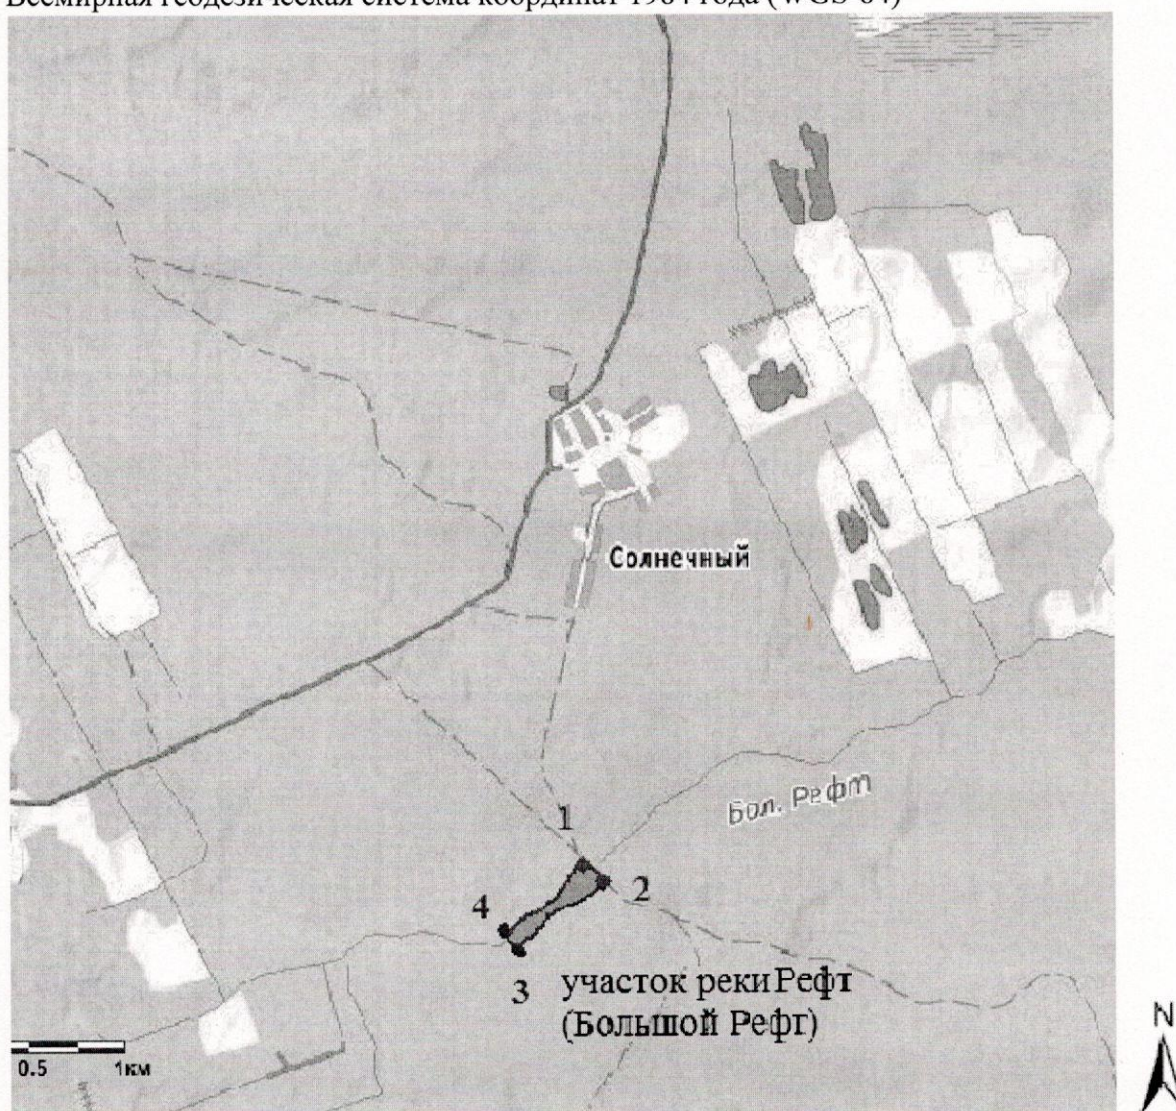 Всемирная геодезическая система координат 1984 года (WGS-84)
Солнечный
Бол. Рефт
1
2
4
3
участок реки Рефт
(Большой Рефт)
N
0.5 1км